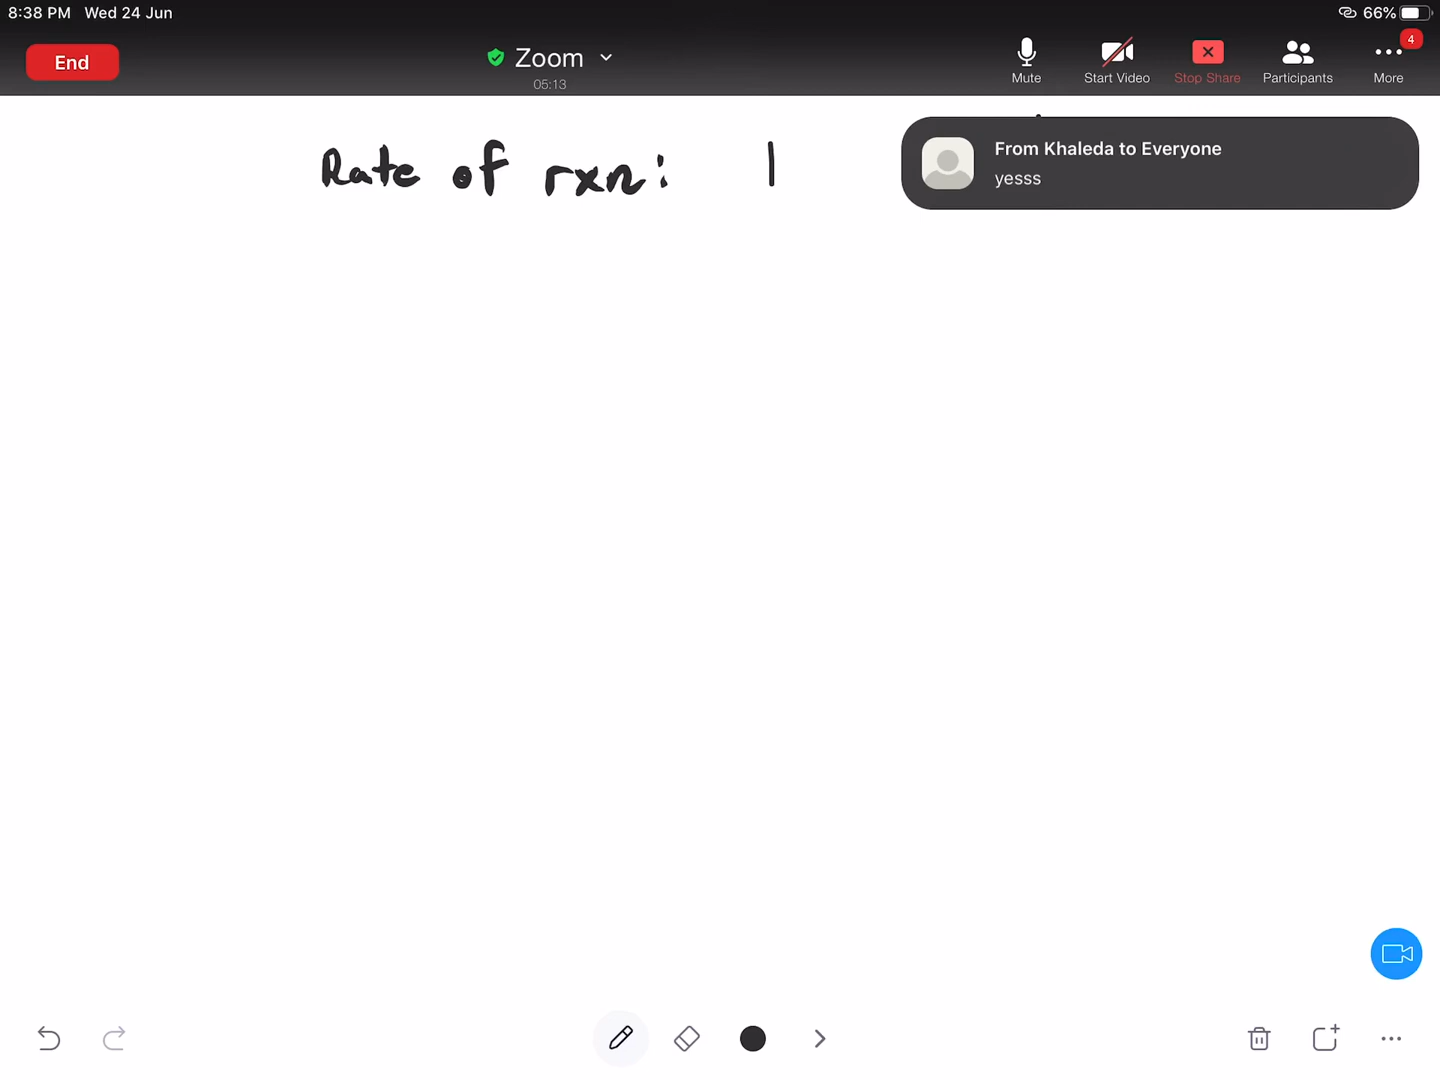 8:38 PM Wed 24 Jun
66%
End
Zoom
05:13
Mute
Start Video
Stop Share
Participants
More
4
Rate of rxn: |
From Khaleda to Everyone
yesss